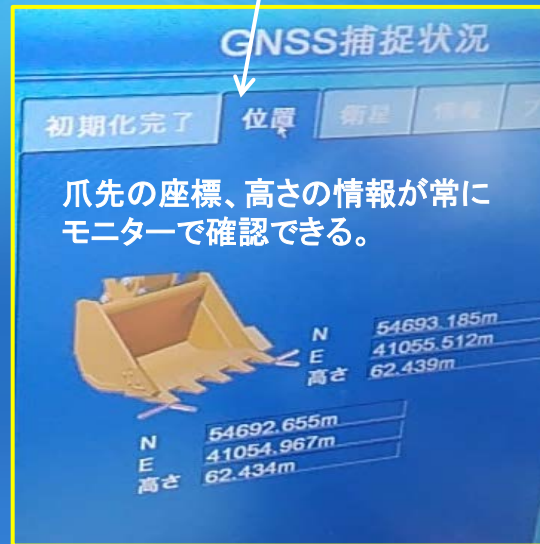 GNSS捕捉状況
初期化完了
位置
衛星
情報
爪先の座標、高さの情報が常に
モニターで確認できる。
N 54693.185m
E 41055.512m
高さ 62.439m
N 54692.655m
E 41054.967m
高さ 62.434m